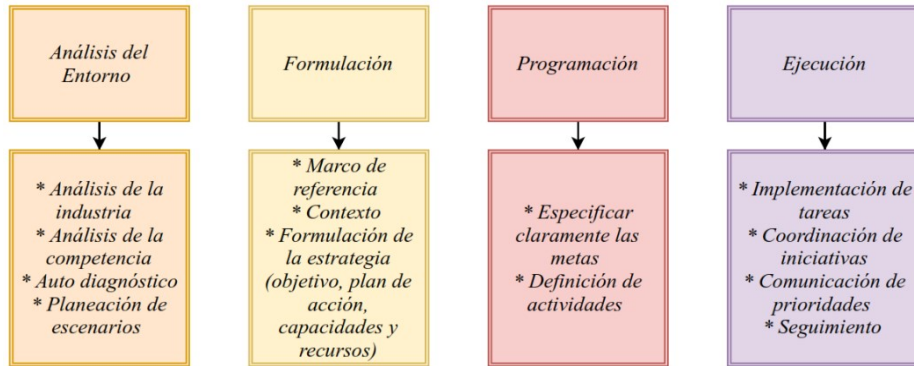 Análisis del
Entorno
* Análisis de la
industria
* Análisis de la
competencia
* Auto diagnóstico
* Planeación de
escenarios
Formulación
* Marco de
referencia
* Contexto
* Formulación de
la estrategia
(objetivo, plan de
acción,
capacidades y
recursos)
Programación
* Especificar
claramente las
metas
* Definición de
actividades
Ejecución
* Implementación de
tareas
* Coordinación de
iniciativas
* Comunicación de
prioridades
* Seguimiento